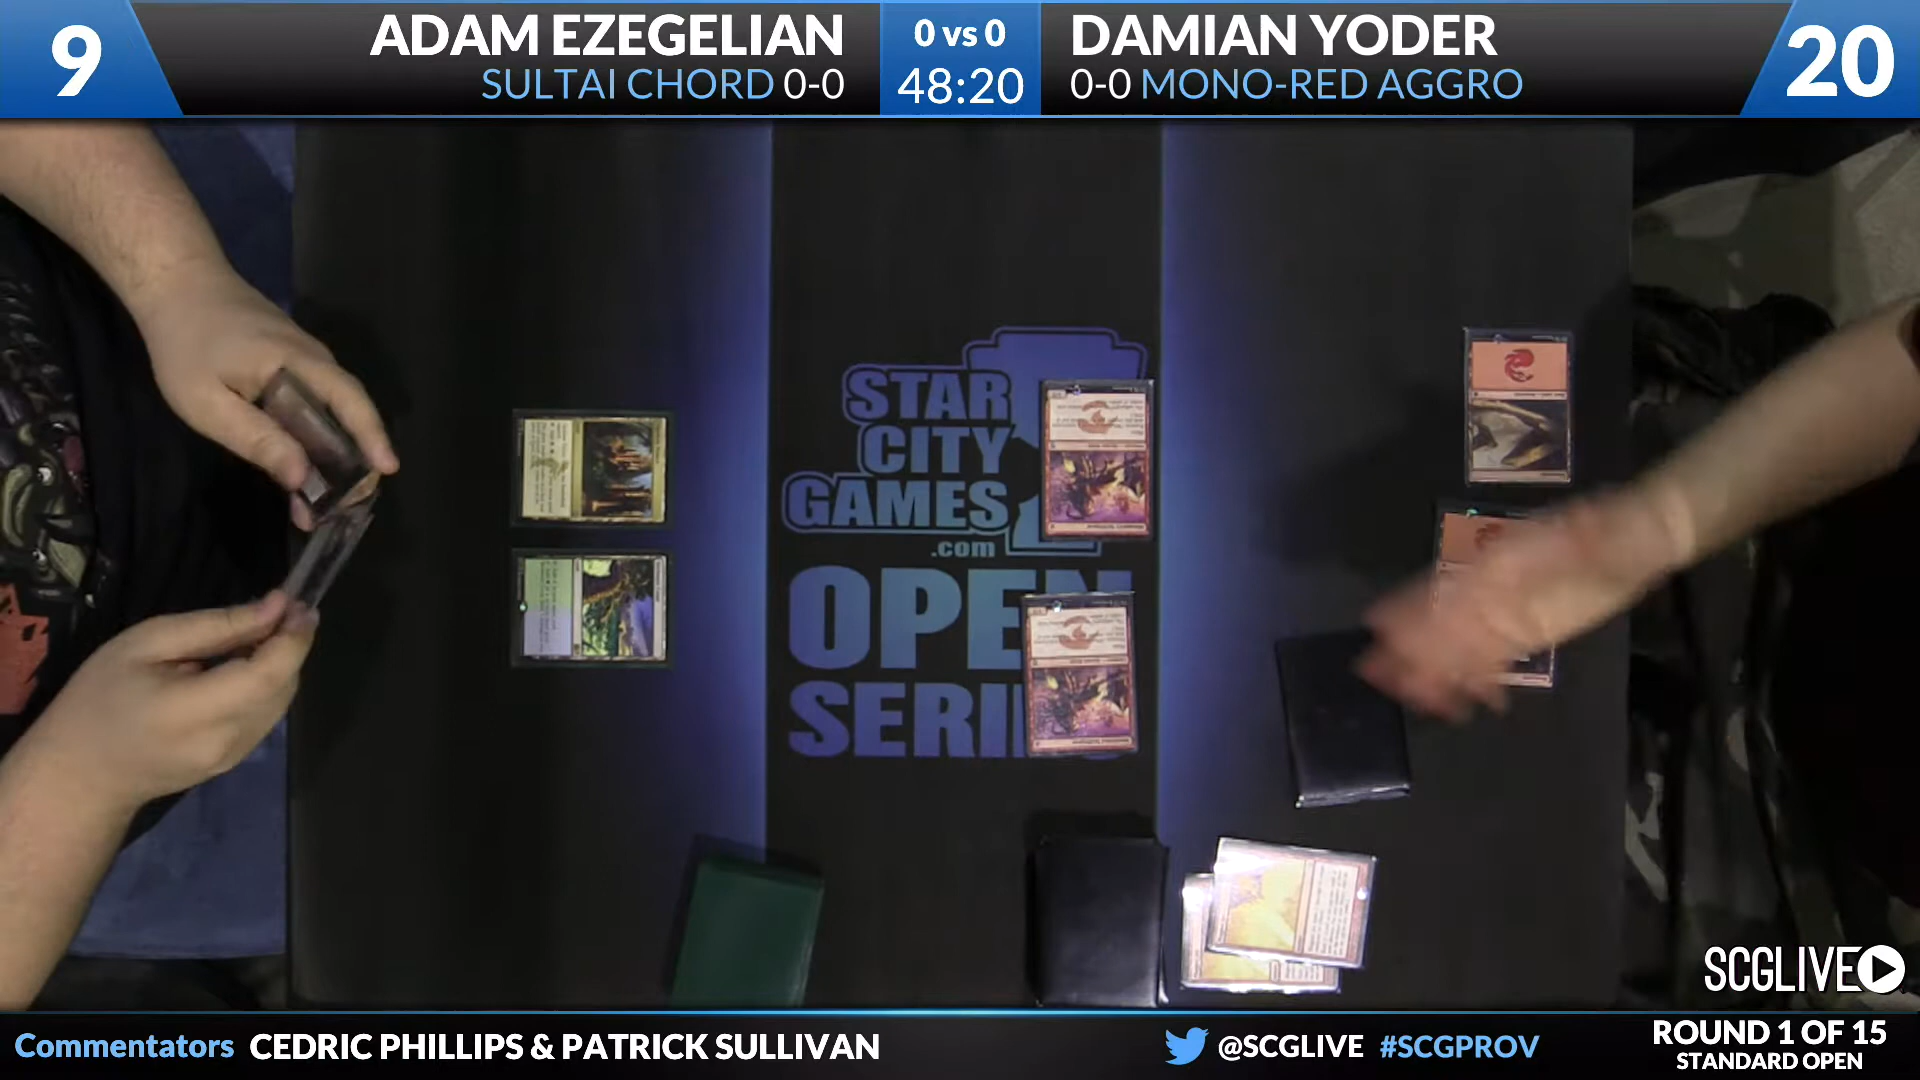 9
ADAM EZEGELIAN
SULTAI CHORD 0-0
0 vs 0
48:20
DAMIAN YODER
0-0 MONO-RED AGGRO
20
STAR
CITY
GAMES
.com
OPEN
SERI
SCGLIVE
Commentators CEDRIC PHILLIPS & PATRICK SULLIVAN
@SCGLIVE #SCGPROV
ROUND 1 OF 15
STANDARD OPEN